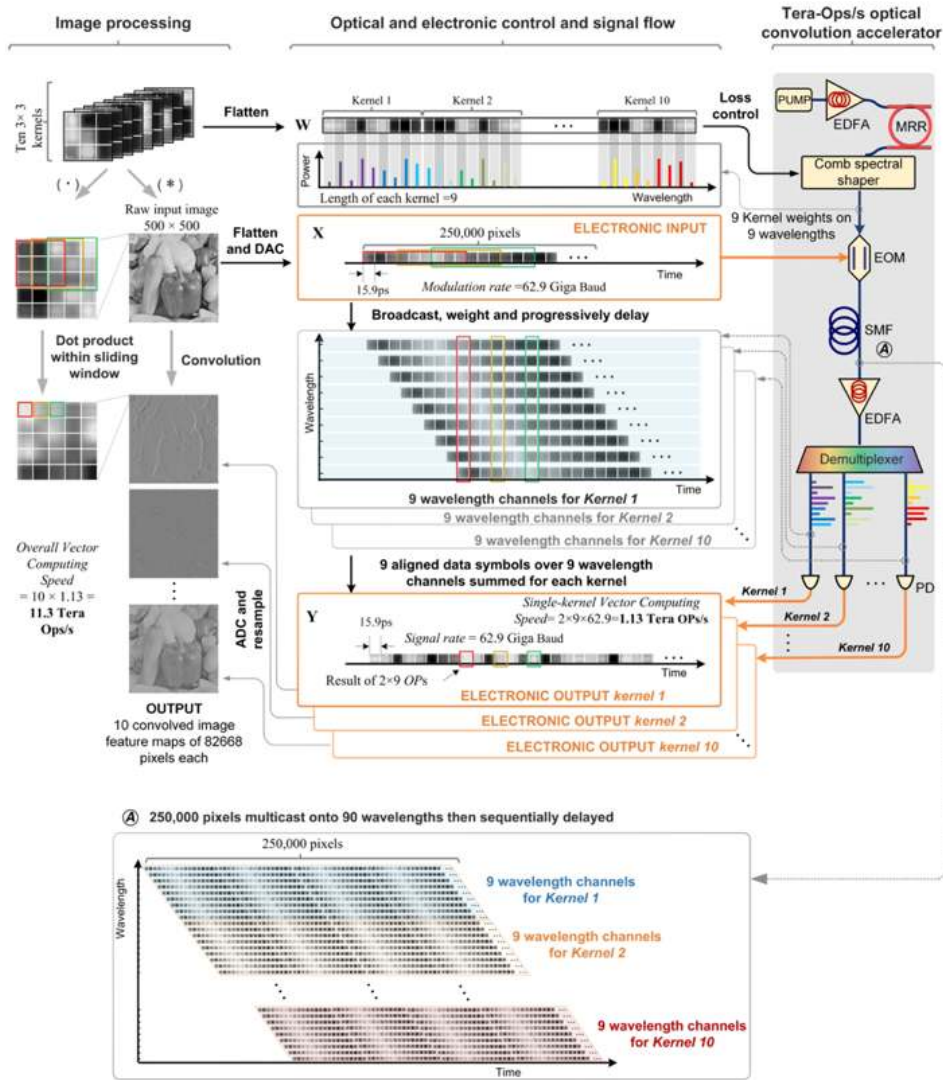 Image processing
Optical and electronic control and signal flow
Tera-Ops/s optical
convolution accelerator
Ten 3× 3
kernels
Flatten
Kernel 1
Kernel 2
Kernel 10
W
Loss
control
PUMP
EDFA
MRR
Power
Length of each kernel =9
Wavelength
Comb spectral
shaper
( · )
( * )
Raw input image
500 × 500
9 Kernel weights on
9 wavelengths
Flatten
and DAC
X
250,000 pixels
ELECTRONIC INPUT
Time
15.9ps
Modulation rate =62.9 Giga Baud
EOM
Broadcast, weight and progressively delay
SMF
A
Dot product
within sliding
window
Convolution
Wavelength
Time
EDFA
Demultiplexer
9 wavelength channels for Kernel 1
9 wavelength channels for Kernel 2
9 wavelength channels for Kernel 10
9 aligned data symbols over 9 wavelength
channels summed for each kernel
Overall Vector
Computing
Speed
= 10 × 1.13 =
11.3 Tera
Ops/s
ADC and
resample
Y
Single-kernel Vector Computing
Speed= 2×9×62.9=1.13 Tera OPs/s
15.9ps
Signal rate = 62.9 Giga Baud
Time
Result of 2×9 OPs
ELECTRONIC OUTPUT kernel 1
ELECTRONIC OUTPUT kernel 2
ELECTRONIC OUTPUT kernel 10
Kernel 1
Kernel 2
Kernel 10
PD
OUTPUT
10 convolved image
feature maps of 82668
pixels each
A 250,000 pixels multicast onto 90 wavelengths then sequentially delayed
250,000 pixels
Wavelength
9 wavelength channels
for Kernel 1
9 wavelength channels
for Kernel 2
9 wavelength channels
for Kernel 10
Time